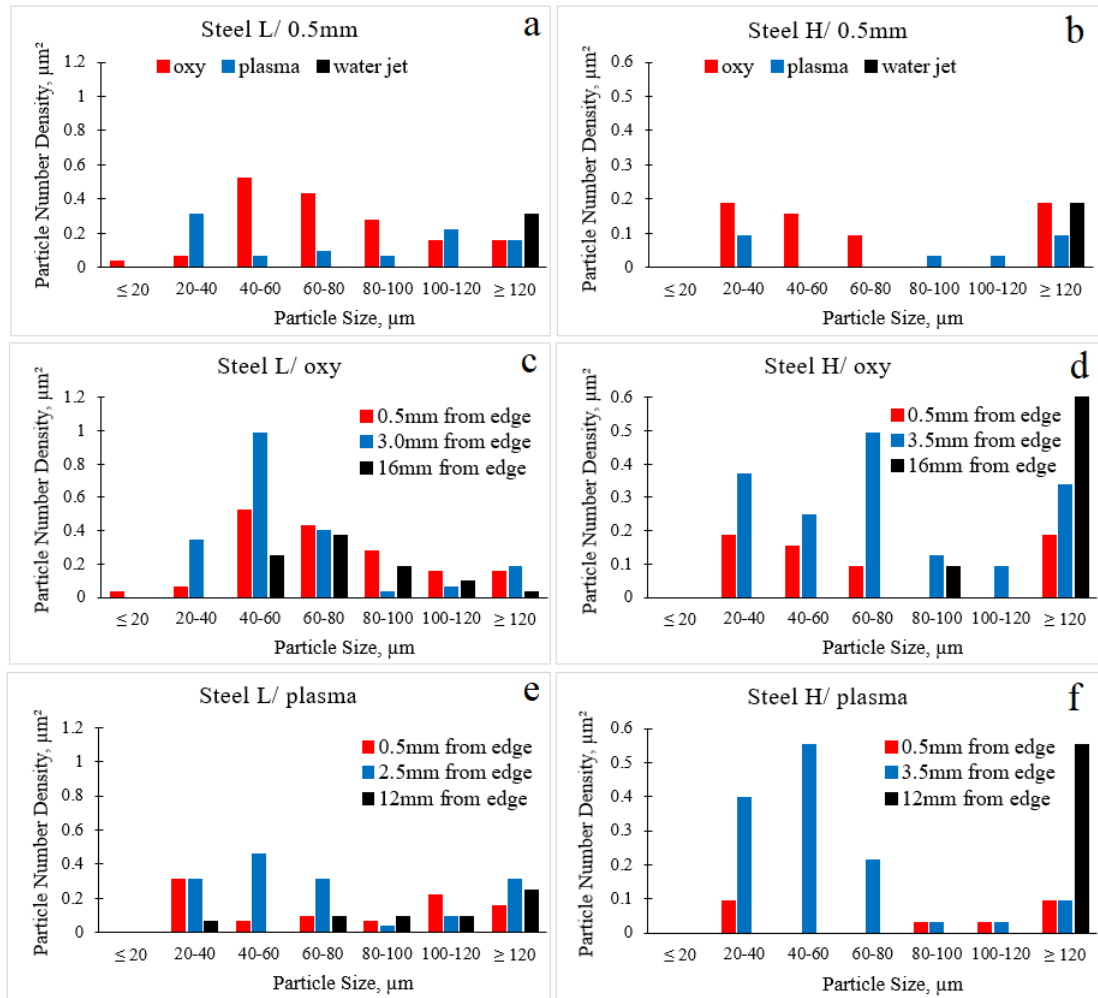 a
Steel L/ 0.5mm
oxy plasma water jet
Particle Number Density, µm²
1.2
1
0.8
0.6
0.4
0.2
0
≤ 20 20-40 40-60 60-80 80-100 100-120 ≥ 120
Particle Size, µm
b
Steel H/ 0.5mm
oxy plasma water jet
Particle Number Density, µm²
0.6
0.5
0.4
0.3
0.2
0.1
0
≤ 20 20-40 40-60 60-80 80-100 100-120 ≥ 120
Particle Size, µm
c
Steel L/ oxy
0.5mm from edge
3.0mm from edge
16mm from edge
Particle Number Density, µm²
1.2
1
0.8
0.6
0.4
0.2
0
≤ 20 20-40 40-60 60-80 80-100 100-120 ≥ 120
Particle Size, µm
d
Steel H/ oxy
0.5mm from edge
3.5mm from edge
16mm from edge
Particle Number Density, µm²
0.6
0.5
0.4
0.3
0.2
0.1
0
≤ 20 20-40 40-60 60-80 80-100 100-120 ≥ 120
Particle Size, µm
e
Steel L/ plasma
0.5mm from edge
2.5mm from edge
12mm from edge
Particle Number Density, µm²
1.2
1
0.8
0.6
0.4
0.2
0
≤ 20 20-40 40-60 60-80 80-100 100-120 ≥ 120
Particle Size, µm
f
Steel H/ plasma
0.5mm from edge
3.5mm from edge
12mm from edge
Particle Number Density, µm²
0.6
0.5
0.4
0.3
0.2
0.1
0
≤ 20 20-40 40-60 60-80 80-100 100-120 ≥ 120
Particle Size, µm